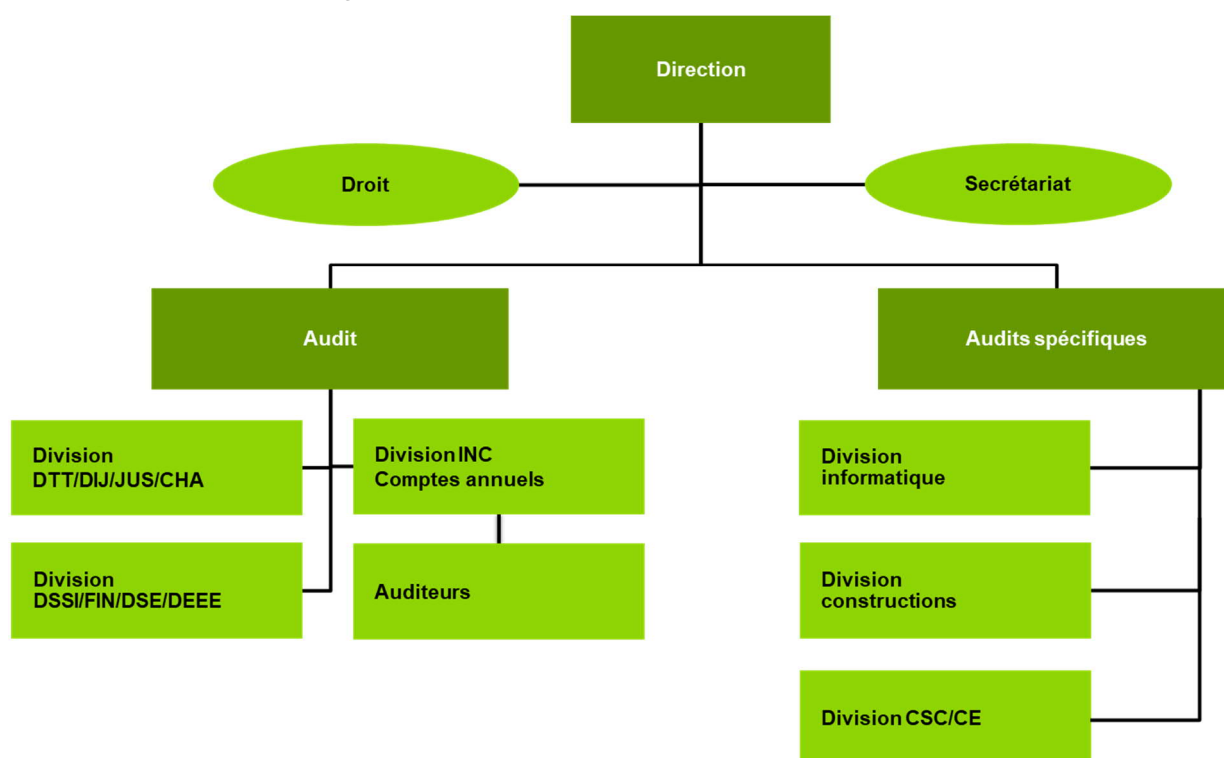 Direction
Droit
Secrétariat
Audit
Audits spécifiques
Division
DTT/DIJ/JUS/CHA
Division INC
Comptes annuels
Division
informatique
Division
DSSI/FIN/DSE/DEEE
Auditeurs
Division
constructions
Division CSC/CE